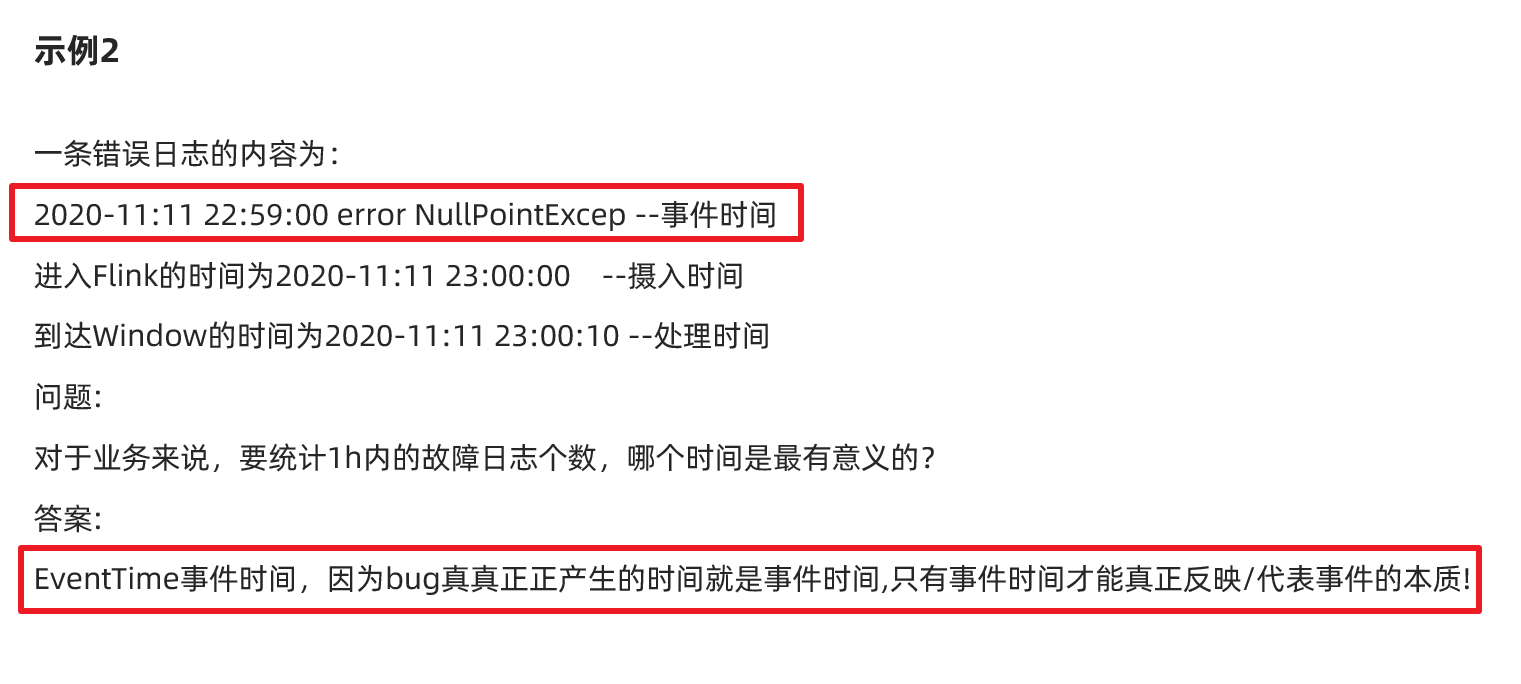 示例2
一条错误日志的内容为：
2020-11:11 22:59:00 error NullPointExcep --事件时间
进入Flink的时间为2020-11:11 23:00:00    --摄入时间
到达Window的时间为2020-11:11 23:00:10 --处理时间
问题:
对于业务来说，要统计1h内的故障日志个数，哪个时间是最有意义的?
答案:
EventTime事件时间，因为bug真真正正产生的时间就是事件时间,只有事件时间才能真正反映/代表事件的本质!